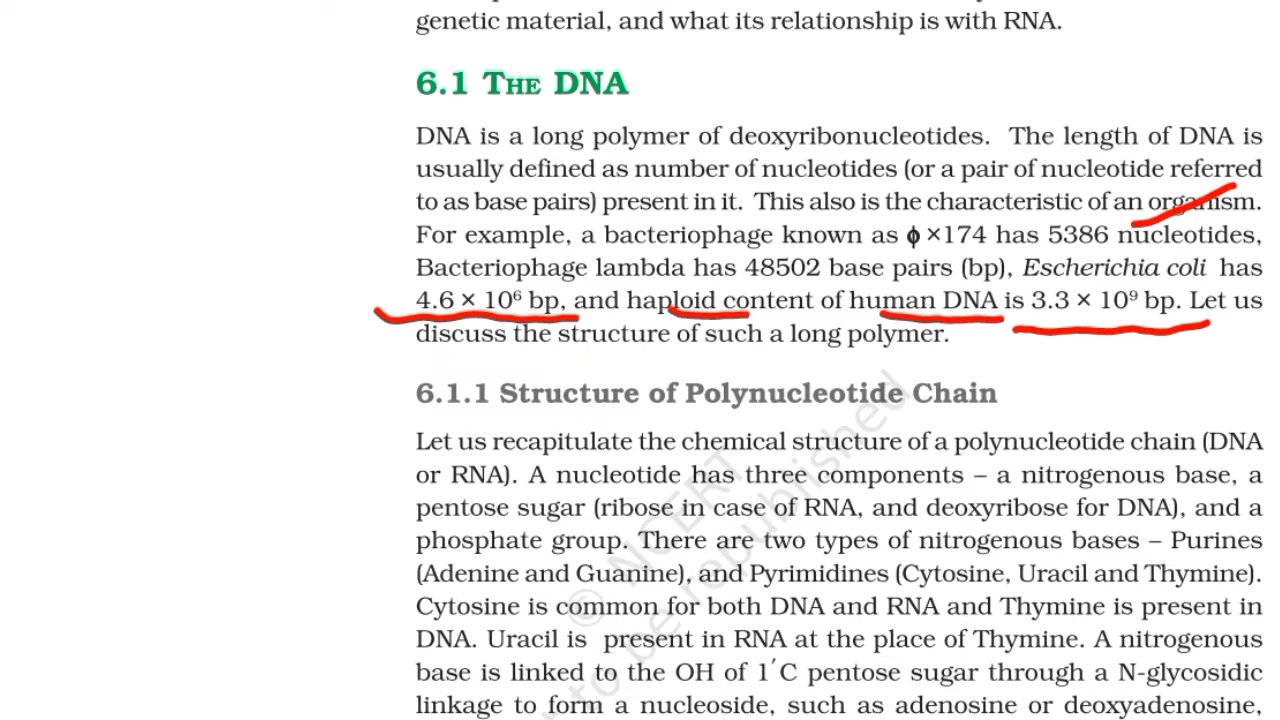 genetic material, and what its relationship is with RNA.
6.1 THE DNA
DNA is a long polymer of deoxyribonucleotides. The length of DNA is
usually defined as number of nucleotides (or a pair of nucleotide referred
to as base pairs) present in it. This also is the characteristic of an organism.
For example, a bacteriophage known as ϕ ×174 has 5386 nucleotides,
Bacteriophage lambda has 48502 base pairs (bp), Escherichia coli has
4.6 × 10⁶ bp, and haploid content of human DNA is 3.3 × 10⁹ bp. Let us
discuss the structure of such a long polymer.
6.1.1 Structure of Polynucleotide Chain
Let us recapitulate the chemical structure of a polynucleotide chain (DNA
or RNA). A nucleotide has three components – a nitrogenous base, a
pentose sugar (ribose in case of RNA, and deoxyribose for DNA), and a
phosphate group. There are two types of nitrogenous bases – Purines
(Adenine and Guanine), and Pyrimidines (Cytosine, Uracil and Thymine).
Cytosine is common for both DNA and RNA and Thymine is present in
DNA. Uracil is present in RNA at the place of Thymine. A nitrogenous
base is linked to the OH of 1′C pentose sugar through a N-glycosidic
linkage to form a nucleoside, such as adenosine or deoxyadenosine,
© NCERT
to be republished